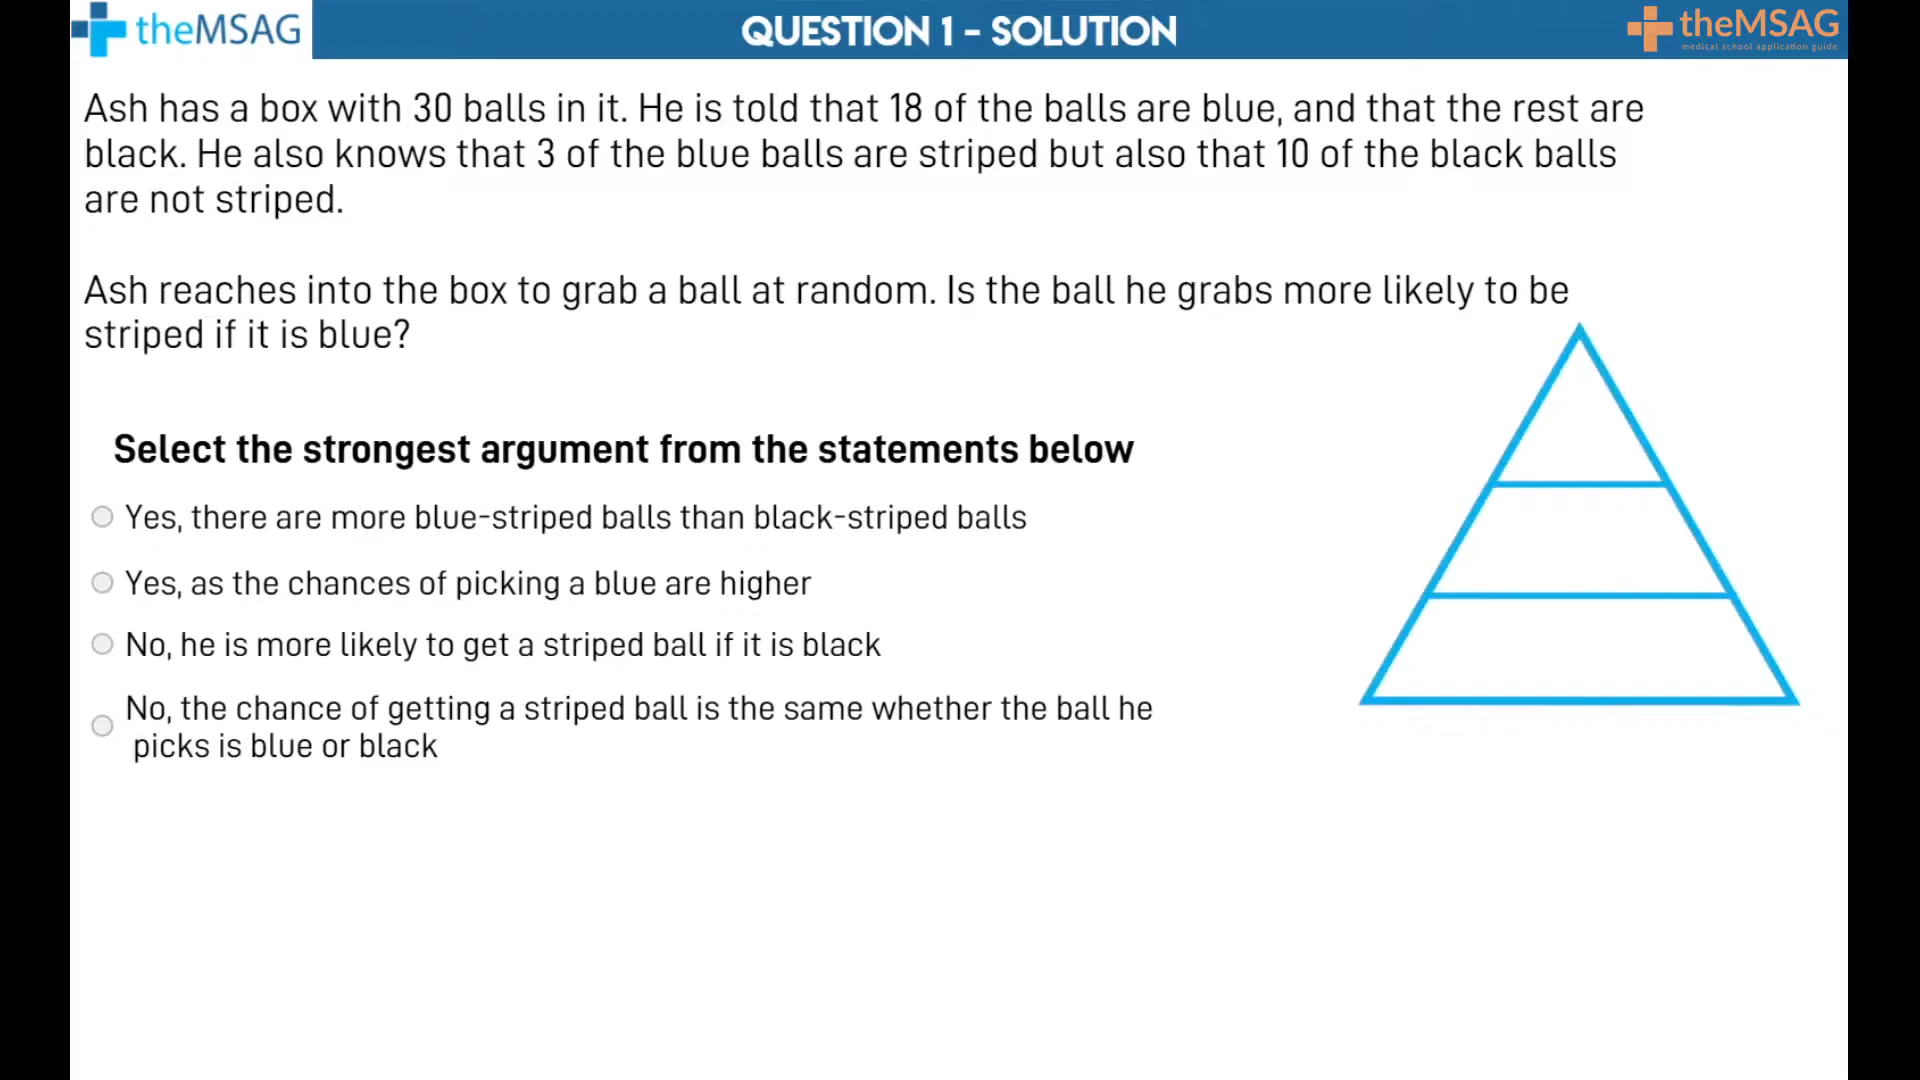 theMSAG
QUESTION 1 - SOLUTION
theMSAG
medical school application guide
Ash has a box with 30 balls in it. He is told that 18 of the balls are blue, and that the rest are
black. He also knows that 3 of the blue balls are striped but also that 10 of the black balls
are not striped.
Ash reaches into the box to grab a ball at random. Is the ball he grabs more likely to be
striped if it is blue?
Select the strongest argument from the statements below
Yes, there are more blue-striped balls than black-striped balls
Yes, as the chances of picking a blue are higher
No, he is more likely to get a striped ball if it is black
No, the chance of getting a striped ball is the same whether the ball he
picks is blue or black